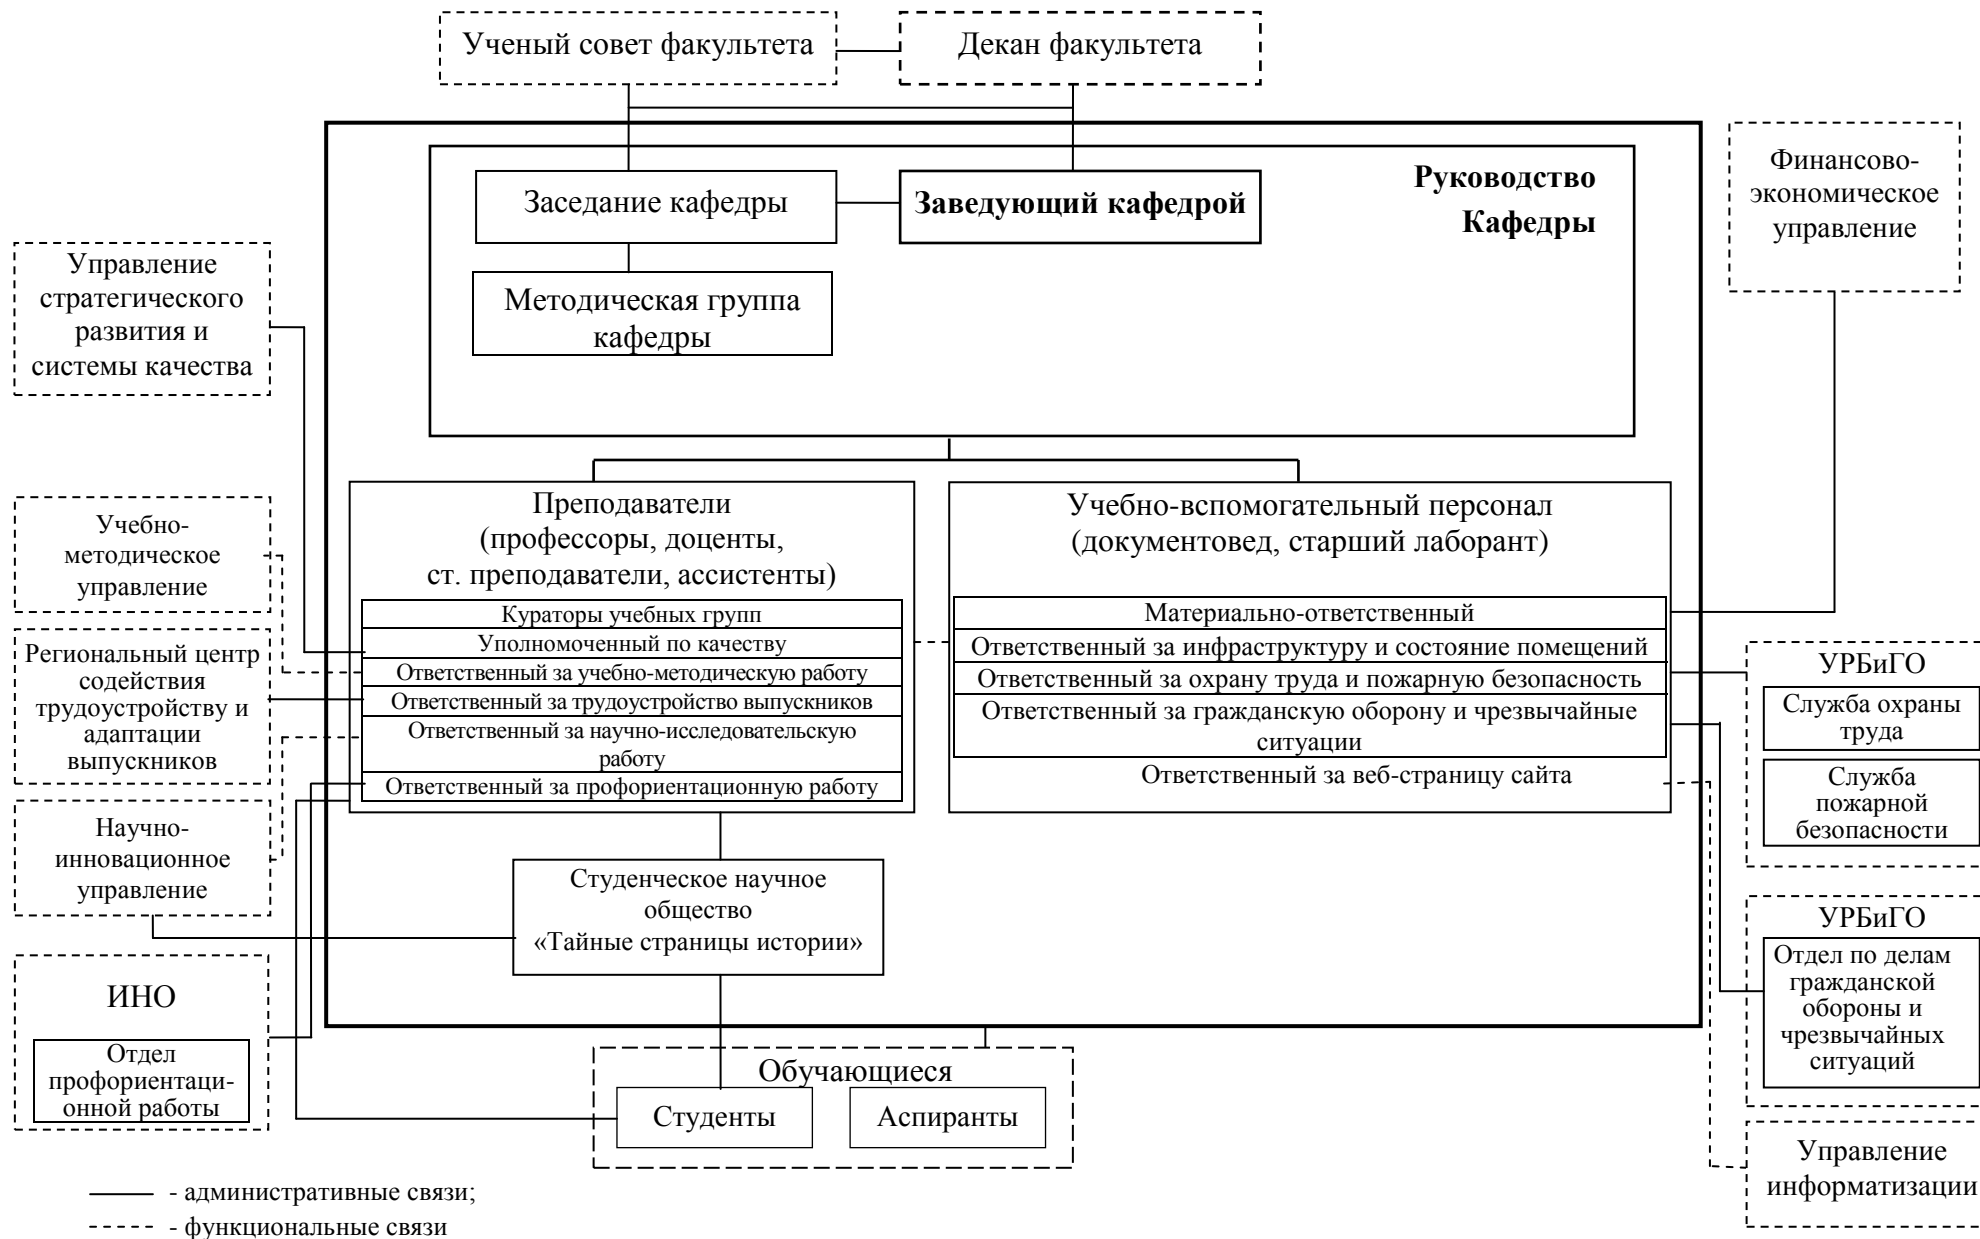 Ученый совет факультета
Декан факультета
Руководство
Кафедры
Заседание кафедры
Заведующий кафедрой
Методическая группа
кафедры
Финансово-
экономическое
управление
Управление
стратегического
развития и
системы качества
Учебно-
методическое
управление
Региональный центр
содействия
трудоустройству и
адаптации
выпускников
Научно-
инновационное
управление
ИНО
Отдел
профориентаци-
онной работы
Преподаватели
(профессоры, доценты,
ст. преподаватели, ассистенты)
Кураторы учебных групп
Уполномоченный по качеству
Ответственный за учебно-методическую работу
Ответственный за трудоустройство выпускников
Ответственный за научно-исследовательскую
работу
Ответственный за профориентационную работу
Учебно-вспомогательный персонал
(документовед, старший лаборант)
Материально-ответственный
Ответственный за инфраструктуру и состояние помещений
Ответственный за охрану труда и пожарную безопасность
Ответственный за гражданскую оборону и чрезвычайные
ситуации
Ответственный за веб-страницу сайта
УРБиГО
Служба охраны
труда
Служба
пожарной
безопасности
УРБиГО
Отдел по делам
гражданской
обороны и
чрезвычайных
ситуаций
Управление
информатизации
Студенческое научное
общество
«Тайные страницы истории»
Обучающиеся
Студенты
Аспиранты
- административные связи;
- функциональные связи